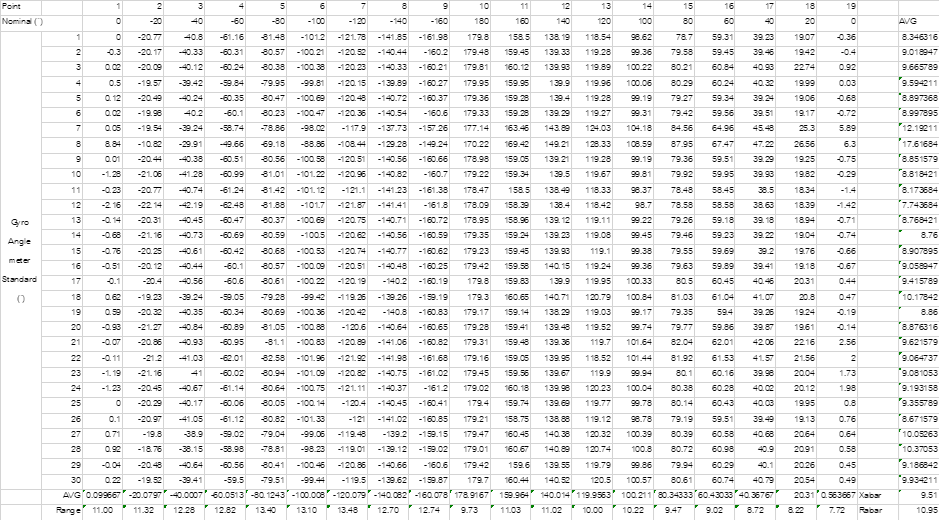 Point 1 2 3 4 5 6 7 8 9 10 11 12 13 14 15 16 17 18 19
Nominal (°) 0 -20 -40 -60 -80 -100 -120 -140 -160 180 160 140 120 100 80 60 40 20 0 AVG
1 0 -20.77 -40.8 -61.16 -81.48 -101.2 -121.78 -141.85 -161.98 179.8 158.5 138.19 118.54 98.62 78.7 59.31 39.23 19.07 -0.36 8.346316
2 -0.3 -20.17 -40.33 -60.31 -80.57 -100.21 -120.52 -140.44 -160.2 179.48 159.45 139.33 119.28 99.36 79.58 59.45 39.46 19.42 -0.4 9.018947
3 0.02 -20.09 -40.12 -60.24 -80.38 -100.38 -120.23 -140.33 -160.21 179.81 160.12 139.93 119.89 100.22 80.21 60.84 40.93 22.74 0.92 9.665789
4 0.5 -19.57 -39.42 -59.84 -79.95 -99.81 -120.15 -139.89 -160.27 179.95 159.95 139.9 119.96 100.06 80.29 60.24 40.32 19.99 0.03 9.594211
5 0.12 -20.49 -40.24 -60.35 -80.47 -100.69 -120.48 -140.72 -160.37 179.36 159.28 139.4 119.28 99.19 79.27 59.34 39.24 19.06 -0.68 8.897368
6 0.02 -19.98 -40.2 -60.1 -80.23 -100.47 -120.36 -140.54 -160.6 179.33 159.28 139.29 119.27 99.31 79.42 59.56 39.51 19.17 -0.72 8.997895
7 0.05 -19.54 -39.24 -58.74 -78.86 -98.02 -117.9 -137.73 -157.26 177.14 163.46 143.89 124.03 104.18 84.56 64.96 45.48 25.3 5.89 12.19211
8 8.84 -10.82 -29.91 -49.66 -69.18 -88.86 -108.44 -129.28 -149.24 170.22 169.42 149.21 128.33 108.59 87.95 67.47 47.22 26.56 6.3 17.61684
9 0.01 -20.44 -40.38 -60.51 -80.56 -100.58 -120.51 -140.56 -160.66 178.98 159.05 139.21 119.28 99.19 79.36 59.51 39.29 19.25 -0.75 8.851579
10 -1.28 -21.06 -41.28 -60.99 -81.01 -101.22 -120.96 -140.82 -160.7 179.22 159.34 139.5 119.67 99.81 79.92 59.95 39.93 19.82 -0.29 8.818421
11 -0.23 -20.77 -40.74 -61.24 -81.42 -101.12 -121.1 -141.23 -161.38 178.47 158.5 138.49 118.33 98.37 78.48 58.45 38.5 18.34 -1.4 8.173684
12 -2.16 -22.14 -42.19 -62.48 -81.88 -101.7 -121.87 -141.41 -161.8 178.09 158.39 138.4 118.42 98.7 78.58 58.58 38.63 18.39 -1.42 7.743684
Gyro 13 -0.14 -20.31 -40.45 -60.47 -80.37 -100.69 -120.75 -140.71 -160.72 178.95 158.96 139.12 119.11 99.22 79.26 59.18 39.18 18.94 -0.71 8.768421
Angle 14 -0.68 -21.16 -40.73 -60.69 -80.59 -100.5 -120.62 -140.56 -160.59 179.35 159.24 139.23 119.08 99.45 79.46 59.23 39.22 19.04 -0.74 8.76
meter 15 -0.76 -20.25 -40.61 -60.42 -80.68 -100.53 -120.74 -140.77 -160.62 179.23 159.45 139.93 119.1 99.38 79.55 59.69 39.2 19.76 -0.66 8.907895
16 -0.51 -20.12 -40.44 -60.1 -80.57 -100.09 -120.51 -140.48 -160.25 179.42 159.58 140.15 119.24 99.36 79.63 59.89 39.41 19.18 -0.67 9.058947
Standard 17 -0.1 -20.4 -40.56 -60.6 -80.61 -100.22 -120.19 -140.2 -160.19 179.8 159.83 139.9 119.95 100.33 80.5 60.45 40.46 20.31 0.44 9.415789
(°) 18 0.62 -19.23 -39.24 -59.05 -79.28 -99.42 -119.26 -139.26 -159.19 179.3 160.65 140.71 120.79 100.84 81.03 61.04 41.07 20.8 0.47 10.17842
19 0.59 -20.32 -40.35 -60.34 -80.69 -100.36 -120.42 -140.8 -160.83 179.17 159.14 138.29 119.03 99.17 79.35 59.4 39.26 19.24 -0.19 8.86
20 -0.93 -21.27 -40.84 -60.89 -81.05 -100.88 -120.6 -140.64 -160.65 179.28 159.41 139.48 119.52 99.74 79.77 59.86 39.87 19.61 -0.14 8.876316
21 -0.07 -20.86 -40.93 -60.95 -81.1 -100.83 -120.89 -141.06 -160.82 179.31 159.48 139.36 119.7 101.64 82.04 62.01 42.06 22.16 2.56 9.621579
22 -0.11 -21.2 -41.03 -62.01 -82.58 -101.96 -121.92 -141.98 -161.68 179.16 159.05 139.95 118.52 101.44 81.92 61.53 41.57 21.56 2 9.064737
23 -1.19 -21.16 -41 -60.02 -80.94 -101.09 -120.82 -140.75 -161.02 179.45 159.56 139.67 119.9 99.94 80.1 60.16 39.98 20.04 1.73 9.081053
24 -1.23 -20.45 -40.67 -61.14 -80.64 -100.75 -121.11 -140.37 -161.2 179.02 160.18 139.98 120.23 100.04 80.38 60.28 40.02 20.12 1.98 9.193158
25 0 -20.29 -40.17 -60.06 -80.05 -100.14 -120.4 -140.45 -160.41 179.4 159.74 139.69 119.77 99.78 80.14 60.43 40.03 19.95 0.8 9.355789
26 0.1 -20.97 -41.05 -61.12 -80.82 -101.33 -121 -141.02 -160.85 179.21 158.75 138.88 119.12 98.78 79.19 59.51 39.49 19.13 0.76 8.671579
27 0.71 -19.8 -38.9 -59.02 -79.04 -99.06 -119.48 -139.2 -159.15 179.47 160.45 140.38 120.32 100.39 80.39 60.58 40.68 20.64 0.64 10.05263
28 0.92 -18.76 -38.15 -58.98 -78.81 -98.23 -119.01 -139.12 -159.02 179.01 160.67 140.89 120.74 100.8 80.72 60.98 40.9 20.91 0.58 10.37053
29 -0.04 -20.48 -40.64 -60.56 -80.41 -100.46 -120.86 -140.66 -160.6 179.42 159.6 139.55 119.79 99.86 79.94 60.29 40.1 20.26 0.45 9.186842
30 0.22 -19.52 -39.41 -59.5 -79.51 -99.44 -119.5 -139.62 -159.87 179.7 160.44 140.52 120.5 100.57 80.9 60.71 40.79 20.54 0.49 9.934211
AVG 0.099667 -20.0797 -40.0007 -60.0513 -80.1243 -100.008 -120.079 -140.082 -160.078 178.9167 159.964 140.014 119.9563 100.211 80.34333 60.43033 40.36767 20.31 0.563667 Xabar 9.51
Range 11.00 11.32 12.28 12.82 13.40 13.10 13.48 12.70 12.74 9.73 11.03 11.02 10.00 10.22 9.47 9.02 8.72 8.22 7.72 Rabar 10.95